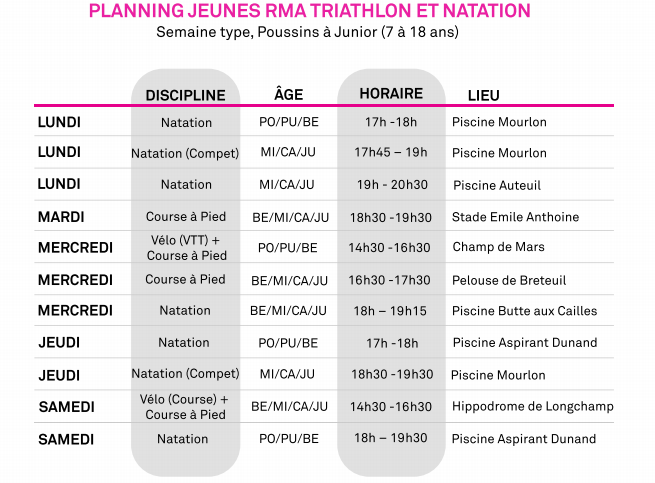 PLANNING JEUNES RMA TRIATHLON ET NATATION
Semaine type, Poussins à Junior (7 à 18 ans)
DISCIPLINE ÂGE HORAIRE LIEU
LUNDI Natation PO/PU/BE 17h -18h Piscine Mourlon
LUNDI Natation (Compet) MI/CA/JU 17h45 – 19h Piscine Mourlon
LUNDI Natation MI/CA/JU 19h - 20h30 Piscine Auteuil
MARDI Course à Pied BE/MI/CA/JU 18h30 -19h30 Stade Emile Anthoine
MERCREDI Vélo (VTT) + PO/PU/BE 14h30 -16h30 Champ de Mars
Course à Pied
MERCREDI Course à Pied BE/MI/CA/JU 16h30 -17h30 Pelouse de Breteuil
MERCREDI Natation BE/MI/CA/JU 18h – 19h15 Piscine Butte aux Cailles
JEUDI Natation PO/PU/BE 17h -18h Piscine Aspirant Dunand
JEUDI Natation (Compet) MI/CA/JU 18h30 -19h30 Piscine Mourlon
SAMEDI Vélo (Course) + BE/MI/CA/JU 14h30 -16h30 Hippodrome de Longchamp
Course à Pied
SAMEDI Natation PO/PU/BE 18h – 19h30 Piscine Aspirant Dunand